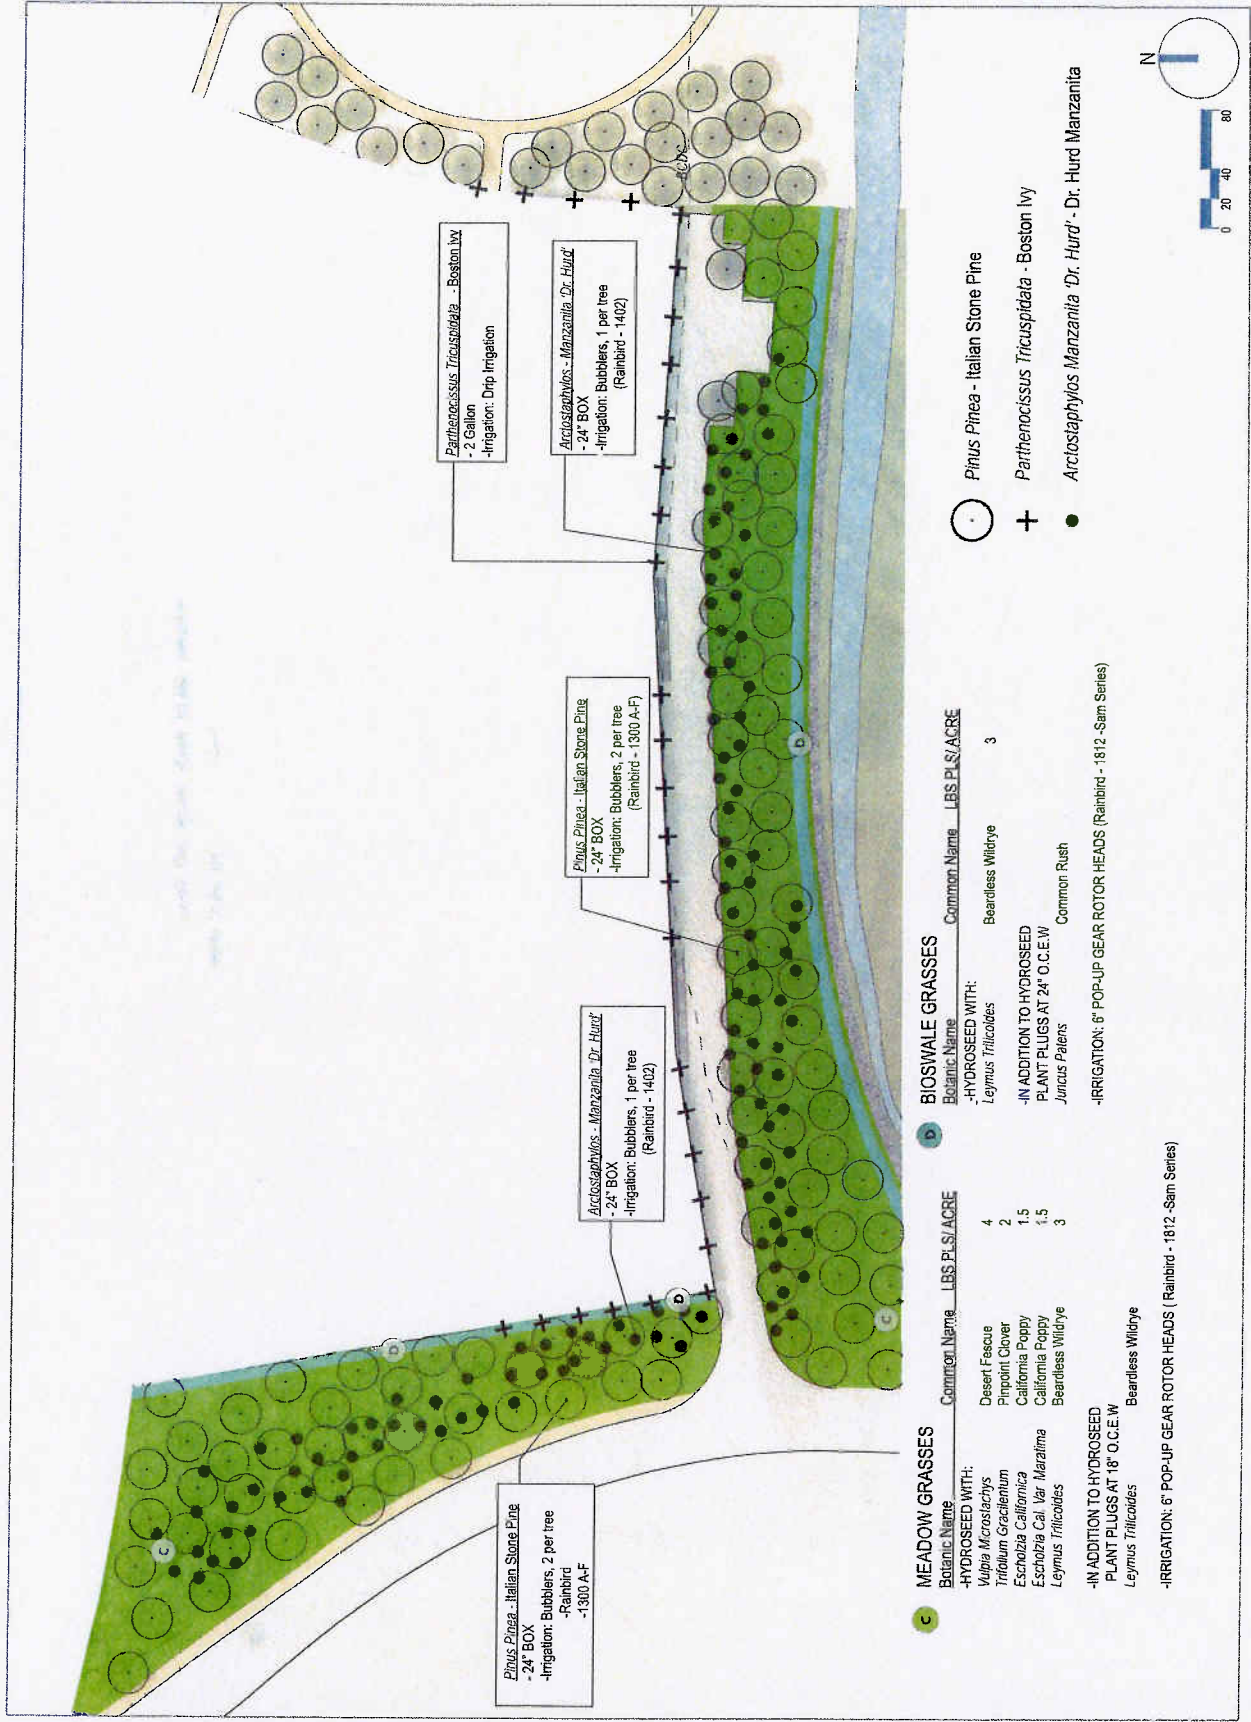 Parthenocissus Tricuspidata - Boston Ivy
- 2 Gallon
-Irrigation: Drip Irrigation
Arctostaphylos - Manzanita 'Dr. Hurd'
- 24" BOX
-Irrigation: Bubblers, 1 per tree
(Rainbird - 1402)
Pinus Pinea - Italian Stone Pine
- 24" BOX
-Irrigation: Bubblers, 2 per tree
(Rainbird - 1300 A-F)
Arctostaphylos - Manzanita 'Dr. Hurd'
- 24" BOX
-Irrigation: Bubblers, 1 per tree
(Rainbird - 1402)
Pinus Pinea - Italian Stone Pine
- 24" BOX
-Irrigation: Bubblers, 2 per tree
-Rainbird
-1300 A-F
BCDC
C
D
D
D
C
C MEADOW GRASSES
Botanic Name Common Name LBS PLS/ ACRE
-HYDROSEED WITH:
Vulpia Microstachys Desert Fescue 4
Trifolium Gracilentum Pinpoint Clover 2
Escholzia Californica California Poppy 1.5
Escholzia Cal. Var Maratima California Poppy 1.5
Leymus Triticoides Beardless Wildrye 3
-IN ADDITION TO HYDROSEED
PLANT PLUGS AT 18" O.C.E.W
Leymus Triticoides Beardless Wildrye
-IRRIGATION: 6" POP-UP GEAR ROTOR HEADS ( Rainbird - 1812 -Sam Series)
D BIOSWALE GRASSES
Botanic Name Common Name LBS PLS/ ACRE
-HYDROSEED WITH:
Leymus Triticoides Beardless Wildrye 3
-IN ADDITION TO HYDROSEED
PLANT PLUGS AT 24" O.C.E.W
Juncus Patens Common Rush
-IRRIGATION: 6" POP-UP GEAR ROTOR HEADS (Rainbird - 1812 -Sam Series)
Pinus Pinea - Italian Stone Pine
Parthenocissus Tricuspidata - Boston Ivy
Arctostaphylos Manzanita 'Dr. Hurd' - Dr. Hurd Manzanita
N
0 20 40 80